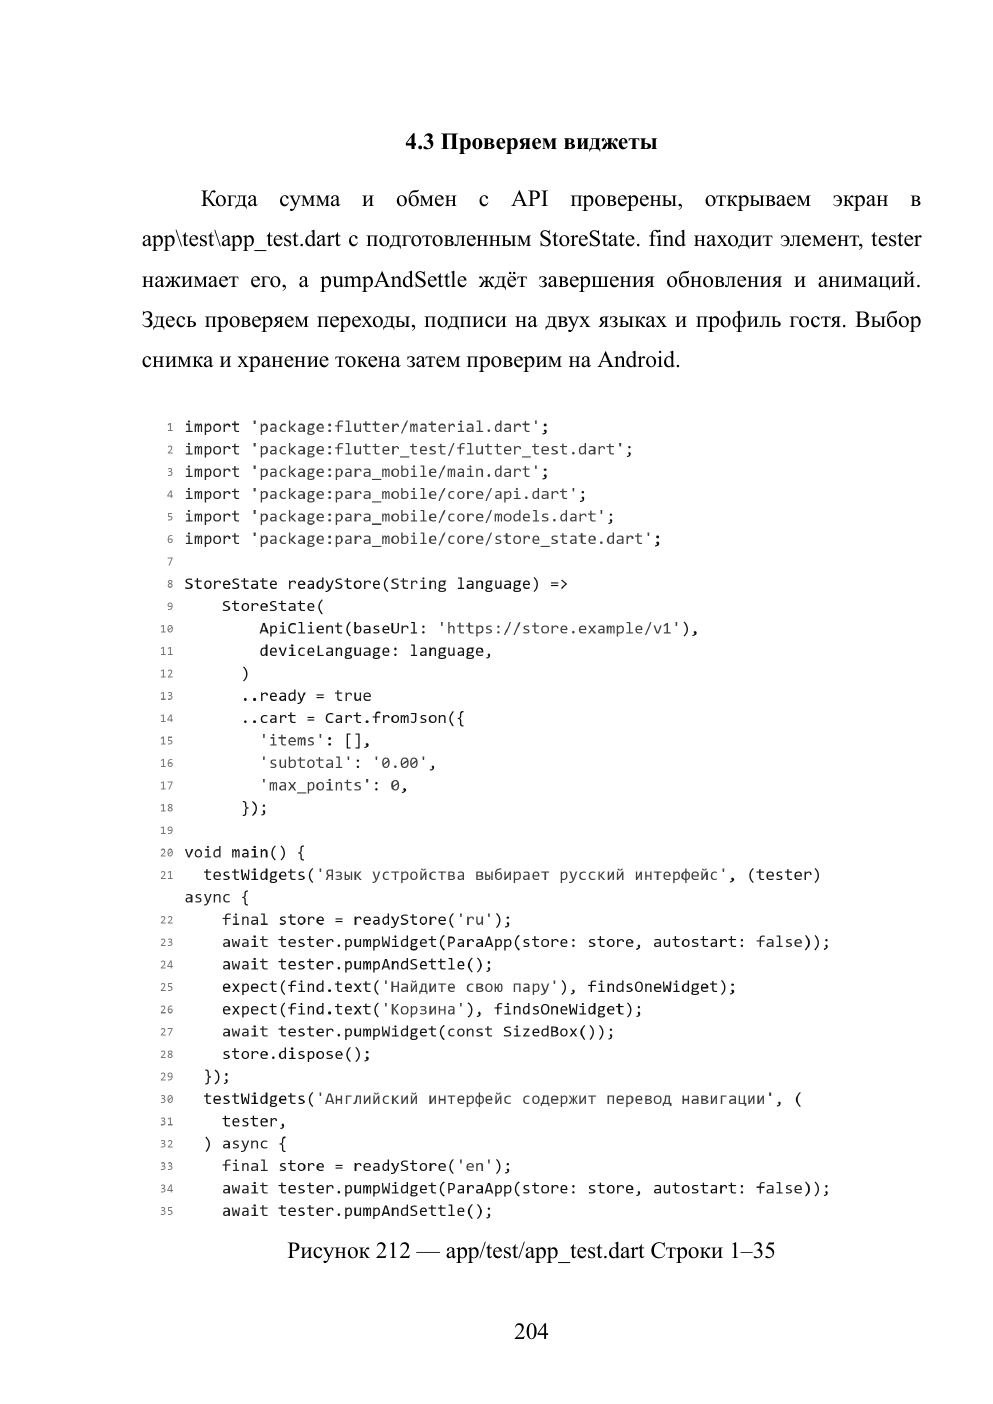 4.3 Проверяем виджеты
Когда сумма и обмен с API проверены, открываем экран в
app\test\app_test.dart с подготовленным StoreState. find находит элемент, tester
нажимает его, а pumpAndSettle ждёт завершения обновления и анимаций.
Здесь проверяем переходы, подписи на двух языках и профиль гостя. Выбор
снимка и хранение токена затем проверим на Android.
1 import 'package:flutter/material.dart';
2 import 'package:flutter_test/flutter_test.dart';
3 import 'package:para_mobile/main.dart';
4 import 'package:para_mobile/core/api.dart';
5 import 'package:para_mobile/core/models.dart';
6 import 'package:para_mobile/core/store_state.dart';
7
8 StoreState readyStore(String language) =>
9     StoreState(
10         ApiClient(baseUrl: 'https://store.example/v1'),
11         deviceLanguage: language,
12       )
13       ..ready = true
14       ..cart = Cart.fromJson({
15         'items': [],
16         'subtotal': '0.00',
17         'max_points': 0,
18       });
19
20 void main() {
21   testWidgets('Язык устройства выбирает русский интерфейс', (tester)
async {
22     final store = readyStore('ru');
23     await tester.pumpWidget(ParaApp(store: store, autostart: false));
24     await tester.pumpAndSettle();
25     expect(find.text('Найдите свою пару'), findsOneWidget);
26     expect(find.text('Корзина'), findsOneWidget);
27     await tester.pumpWidget(const SizedBox());
28     store.dispose();
29   });
30   testWidgets('Английский интерфейс содержит перевод навигации', (
31     tester,
32   ) async {
33     final store = readyStore('en');
34     await tester.pumpWidget(ParaApp(store: store, autostart: false));
35     await tester.pumpAndSettle();
Рисунок 212 — app/test/app_test.dart Строки 1–35
204